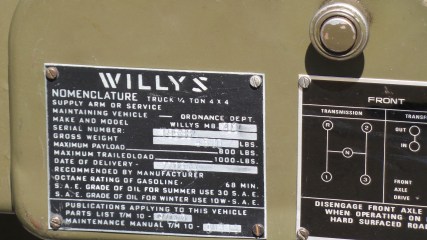 WILLYS
NOMENCLATURE TRUCK ¼ TON 4 X 4
SUPPLY ARM OR SERVICE
MAINTAINING VEHICLE — ORDNANCE DEPT.
MAKE AND MODEL WILLYS MB.
SERIAL NUMBER:
GROSS WEIGHT LBS.
MAXIMUM PAYLOAD 800 LBS.
MAXIMUM TRAILEDLOAD 1000-LBS.
DATE OF DELIVERY -
RECOMMENDED BY MANUFACTURER
OCTANE RATING OF GASOLINE- 68 MIN.
S.A.E. GRADE OF OIL FOR SUMMER USE 30 S.A.E.
S.A.E. GRADE OF OIL FOR WINTER USE 10W-S.A.E.
PUBLICATIONS APPLYING TO THIS VEHICLE
PARTS LIST T/M 10 -
MAINTENANCE MANUAL T/M 10 -
FRONT
TRANSMISSION TRANSF
R 2
N
1 3
OUT
IN
FRONT
AXLE
DRIVE
DISENGAGE FRONT AXLE
WHEN OPERATING ON
HARD SURFACED ROA